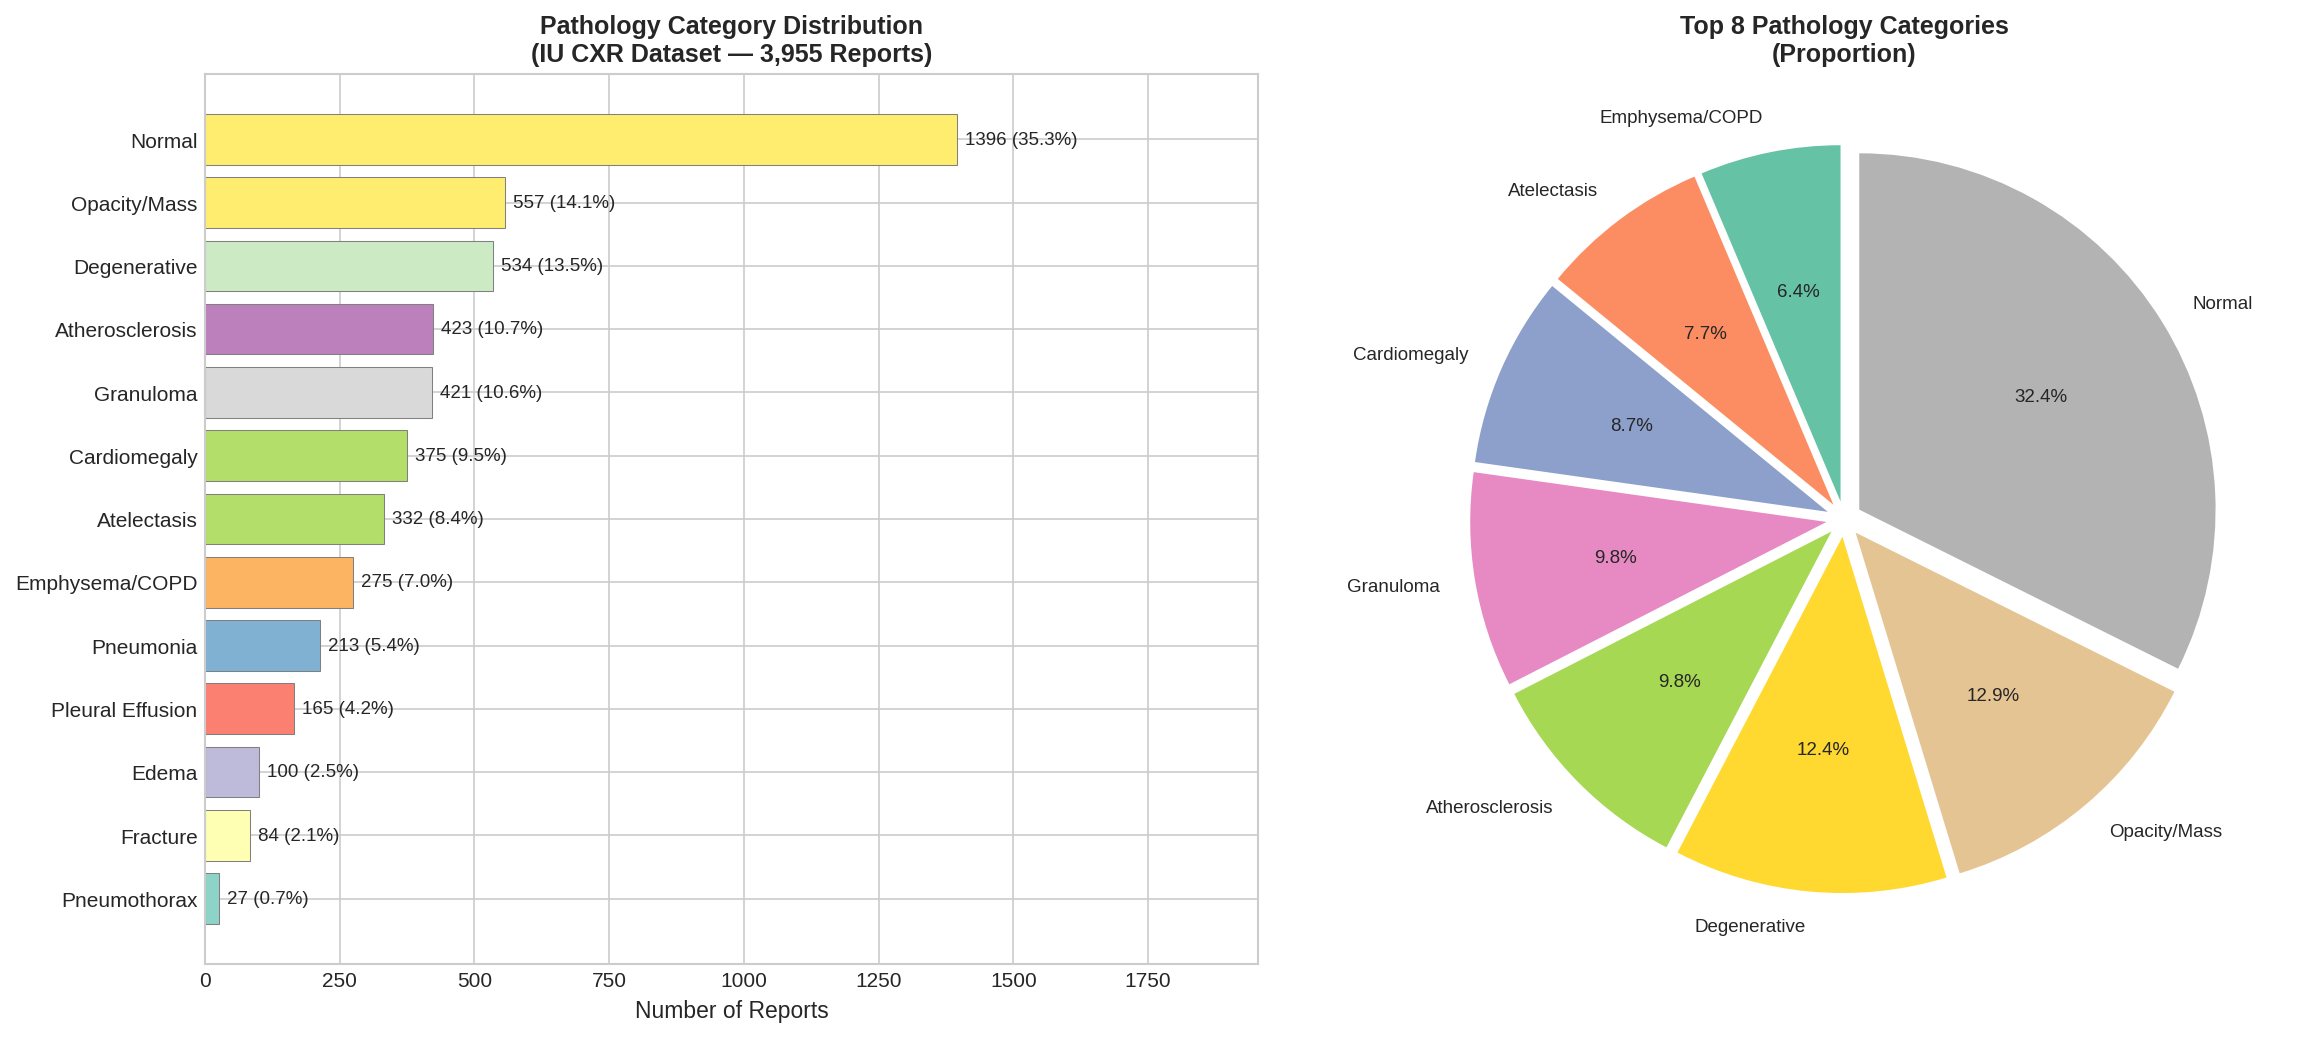 Pathology Category Distribution
(IU CXR Dataset — 3,955 Reports)
Normal
1396 (35.3%)
Opacity/Mass
557 (14.1%)
Degenerative
534 (13.5%)
Atherosclerosis
423 (10.7%)
Granuloma
421 (10.6%)
Cardiomegaly
375 (9.5%)
Atelectasis
332 (8.4%)
Emphysema/COPD
275 (7.0%)
Pneumonia
213 (5.4%)
Pleural Effusion
165 (4.2%)
Edema
100 (2.5%)
Fracture
84 (2.1%)
Pneumothorax
27 (0.7%)
0 250 500 750 1000 1250 1500 1750
Number of Reports
Top 8 Pathology Categories
(Proportion)
Emphysema/COPD
6.4%
Atelectasis
7.7%
Cardiomegaly
8.7%
Granuloma
9.8%
Atherosclerosis
9.8%
Degenerative
12.4%
Opacity/Mass
12.9%
Normal
32.4%